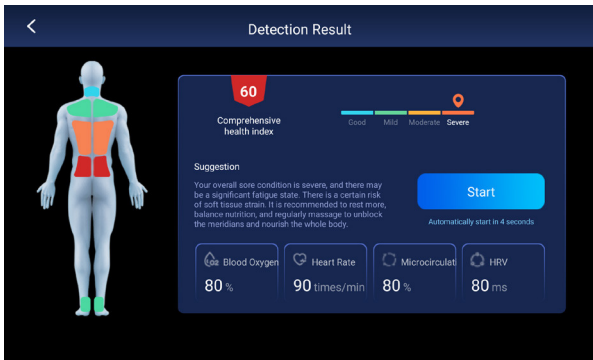 Detection Result
60
Comprehensive
health index
Good Mild Moderate Severe
Suggestion
Your overall sore condition is severe, and there may
be a significant fatigue state. There is a certain risk
of soft tissue strain. It is recommended to rest more,
balance nutrition, and regularly massage to unblock
the meridians and nourish the whole body.
Start
Automatically start in 4 seconds
O2 Blood Oxygen
80 %
Heart Rate
90 times/min
Microcirculati
80 %
HRV
80 ms